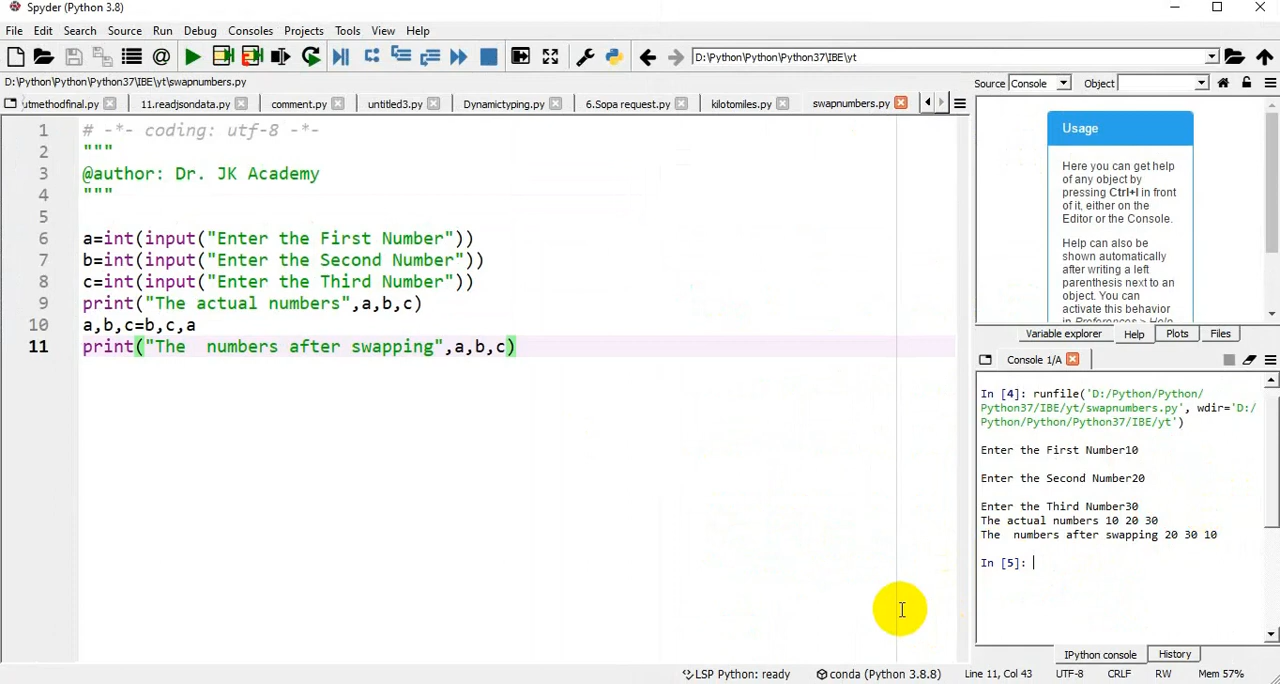 Spyder (Python 3.8)
File Edit Search Source Run Debug Consoles Projects Tools View Help
D:\Python\Python\Python37\IBE\yt
D:\Python\Python\Python37\IBE\yt\swapnumbers.py
utmethodfinal.py 11.readjsondata.py comment.py untitled3.py Dynamictyping.py 6.Sopa request.py kilotomiles.py swapnumbers.py
1 # -*- coding: utf-8 -*-
2 """
3 @author: Dr. JK Academy
4 """
5
6 a=int(input("Enter the First Number"))
7 b=int(input("Enter the Second Number"))
8 c=int(input("Enter the Third Number"))
9 print("The actual numbers",a,b,c)
10 a,b,c=b,c,a
11 print("The  numbers after swapping",a,b,c)
Source Console Object
Usage
Here you can get help
of any object by
pressing Ctrl+I in front
of it, either on the
Editor or the Console.
Help can also be
shown automatically
after writing a left
parenthesis next to an
object. You can
activate this behavior
in Preferences > Help.
Variable explorer Help Plots Files
Console 1/A
In [4]: runfile('D:/Python/Python/
Python37/IBE/yt/swapnumbers.py', wdir='D:/
Python/Python/Python37/IBE/yt')
Enter the First Number10
Enter the Second Number20
Enter the Third Number30
The actual numbers 10 20 30
The  numbers after swapping 20 30 10
In [5]:
IPython console History
LSP Python: ready conda (Python 3.8.8) Line 11, Col 43 UTF-8 CRLF RW Mem 57%